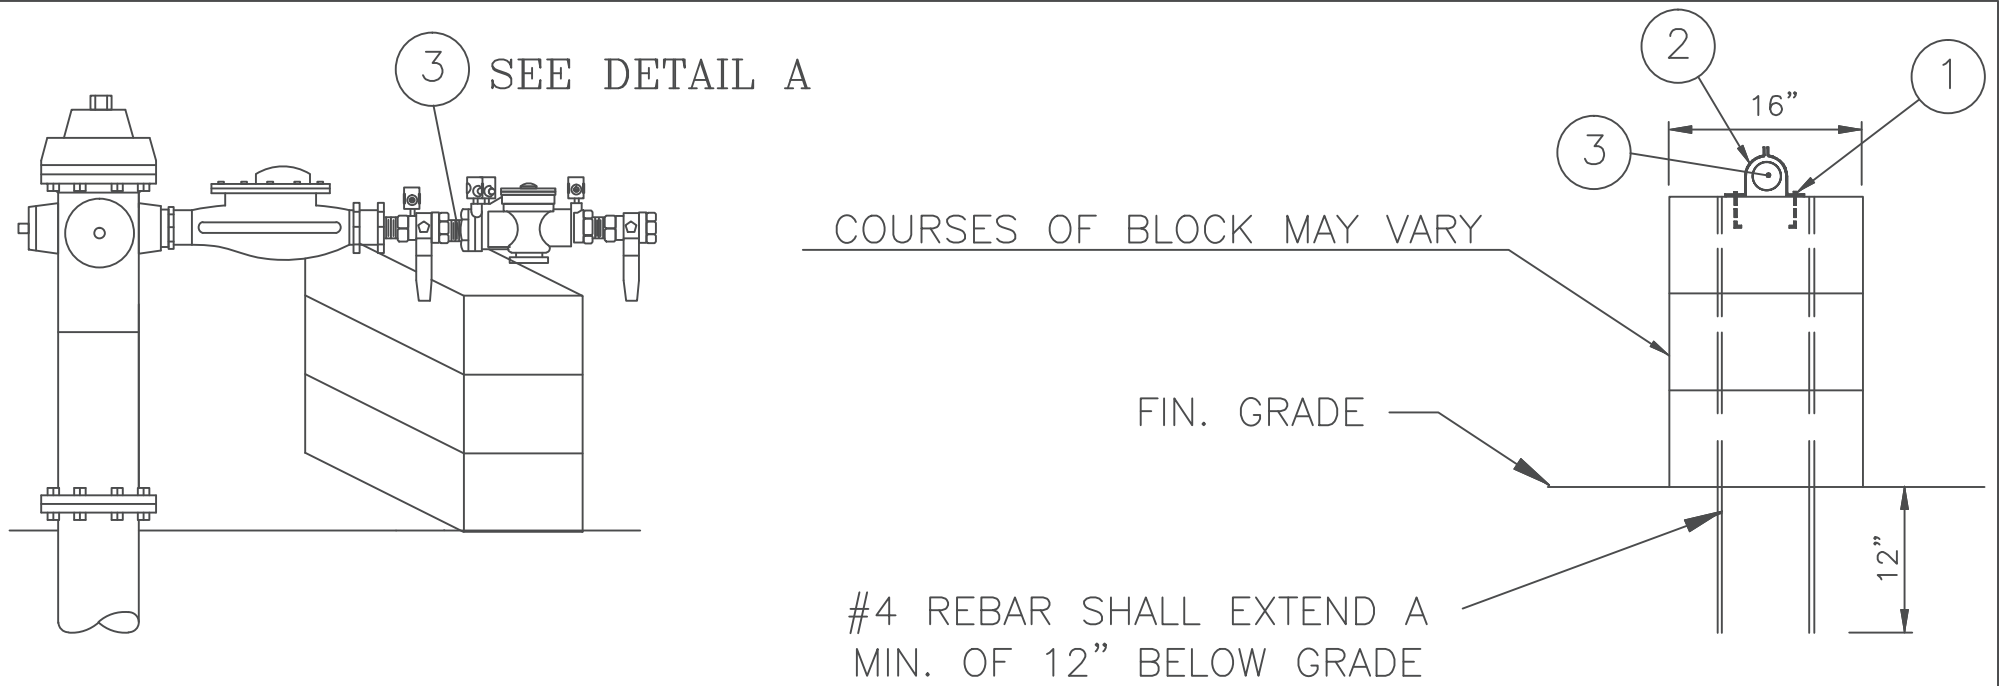 3 SEE DETAIL A
2
1
16”
3
COURSES OF BLOCK MAY VARY
FIN. GRADE
12”
#4 REBAR SHALL EXTEND A
MIN. OF 12” BELOW GRADE